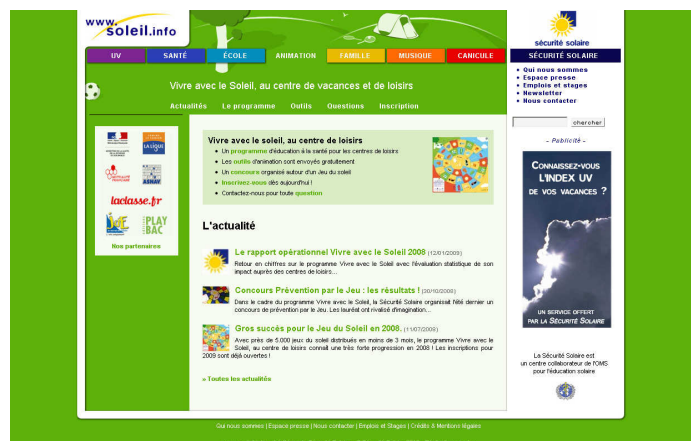 www.
soleil.info
sécurité solaire
UV SANTÉ ÉCOLE ANIMATION FAMILLE MUSIQUE CANICULE SÉCURITÉ SOLAIRE
Vivre avec le Soleil, au centre de vacances et de loisirs
Actualités Le programme Outils Questions Inscription
Qui nous sommes
Espace presse
Emplois et stages
Newsletter
Nous contacter
chercher
– Publicité –
LA LIGUE
ASNAV
laclasse.fr
PLAY
BAC
Nos partenaires
Vivre avec le soleil, au centre de loisirs
Un programme d'éducation à la santé pour les centres de loisirs
Les outils d'animation sont envoyés gratuitement
Un concours organisé autour d'un Jeu du soleil
Inscrivez-vous dès aujourd'hui !
Contactez-nous pour toute question
L'actualité
Le rapport opérationnel Vivre avec le Soleil 2008 (12/01/2009)
Retour en chiffres sur le programme Vivre avec le Soleil avec l'évaluation statistique de son
impact auprès des centres de loisirs...
Concours Prévention par le Jeu : les résultats ! (30/10/2008)
Dans le cadre du programme Vivre avec le Soleil, la Sécurité Solaire organisait l'été dernier un
concours de prévention par le Jeu. Les lauréat ont rivalisé d'imagination...
Gros succès pour le Jeu du Soleil en 2008. (11/07/2009)
Avec près de 5.000 jeux du soleil distribués en moins de 3 mois, le programme Vivre avec le
Soleil, au centre de loisirs connaît une très forte progression en 2008 ! Les inscriptions pour
2009 sont déjà ouvertes !
» Toutes les actualités
CONNAISSEZ-VOUS
L'INDEX UV
DE VOS VACANCES ?
UN SERVICE OFFERT
PAR LA SÉCURITÉ SOLAIRE
La Sécurité Solaire est
un centre collaborateur de l'OMS
pour l'éducation solaire
Qui nous sommes | Espace presse | Nous contacter | Emplois et Stages | Crédits & Mentions légales